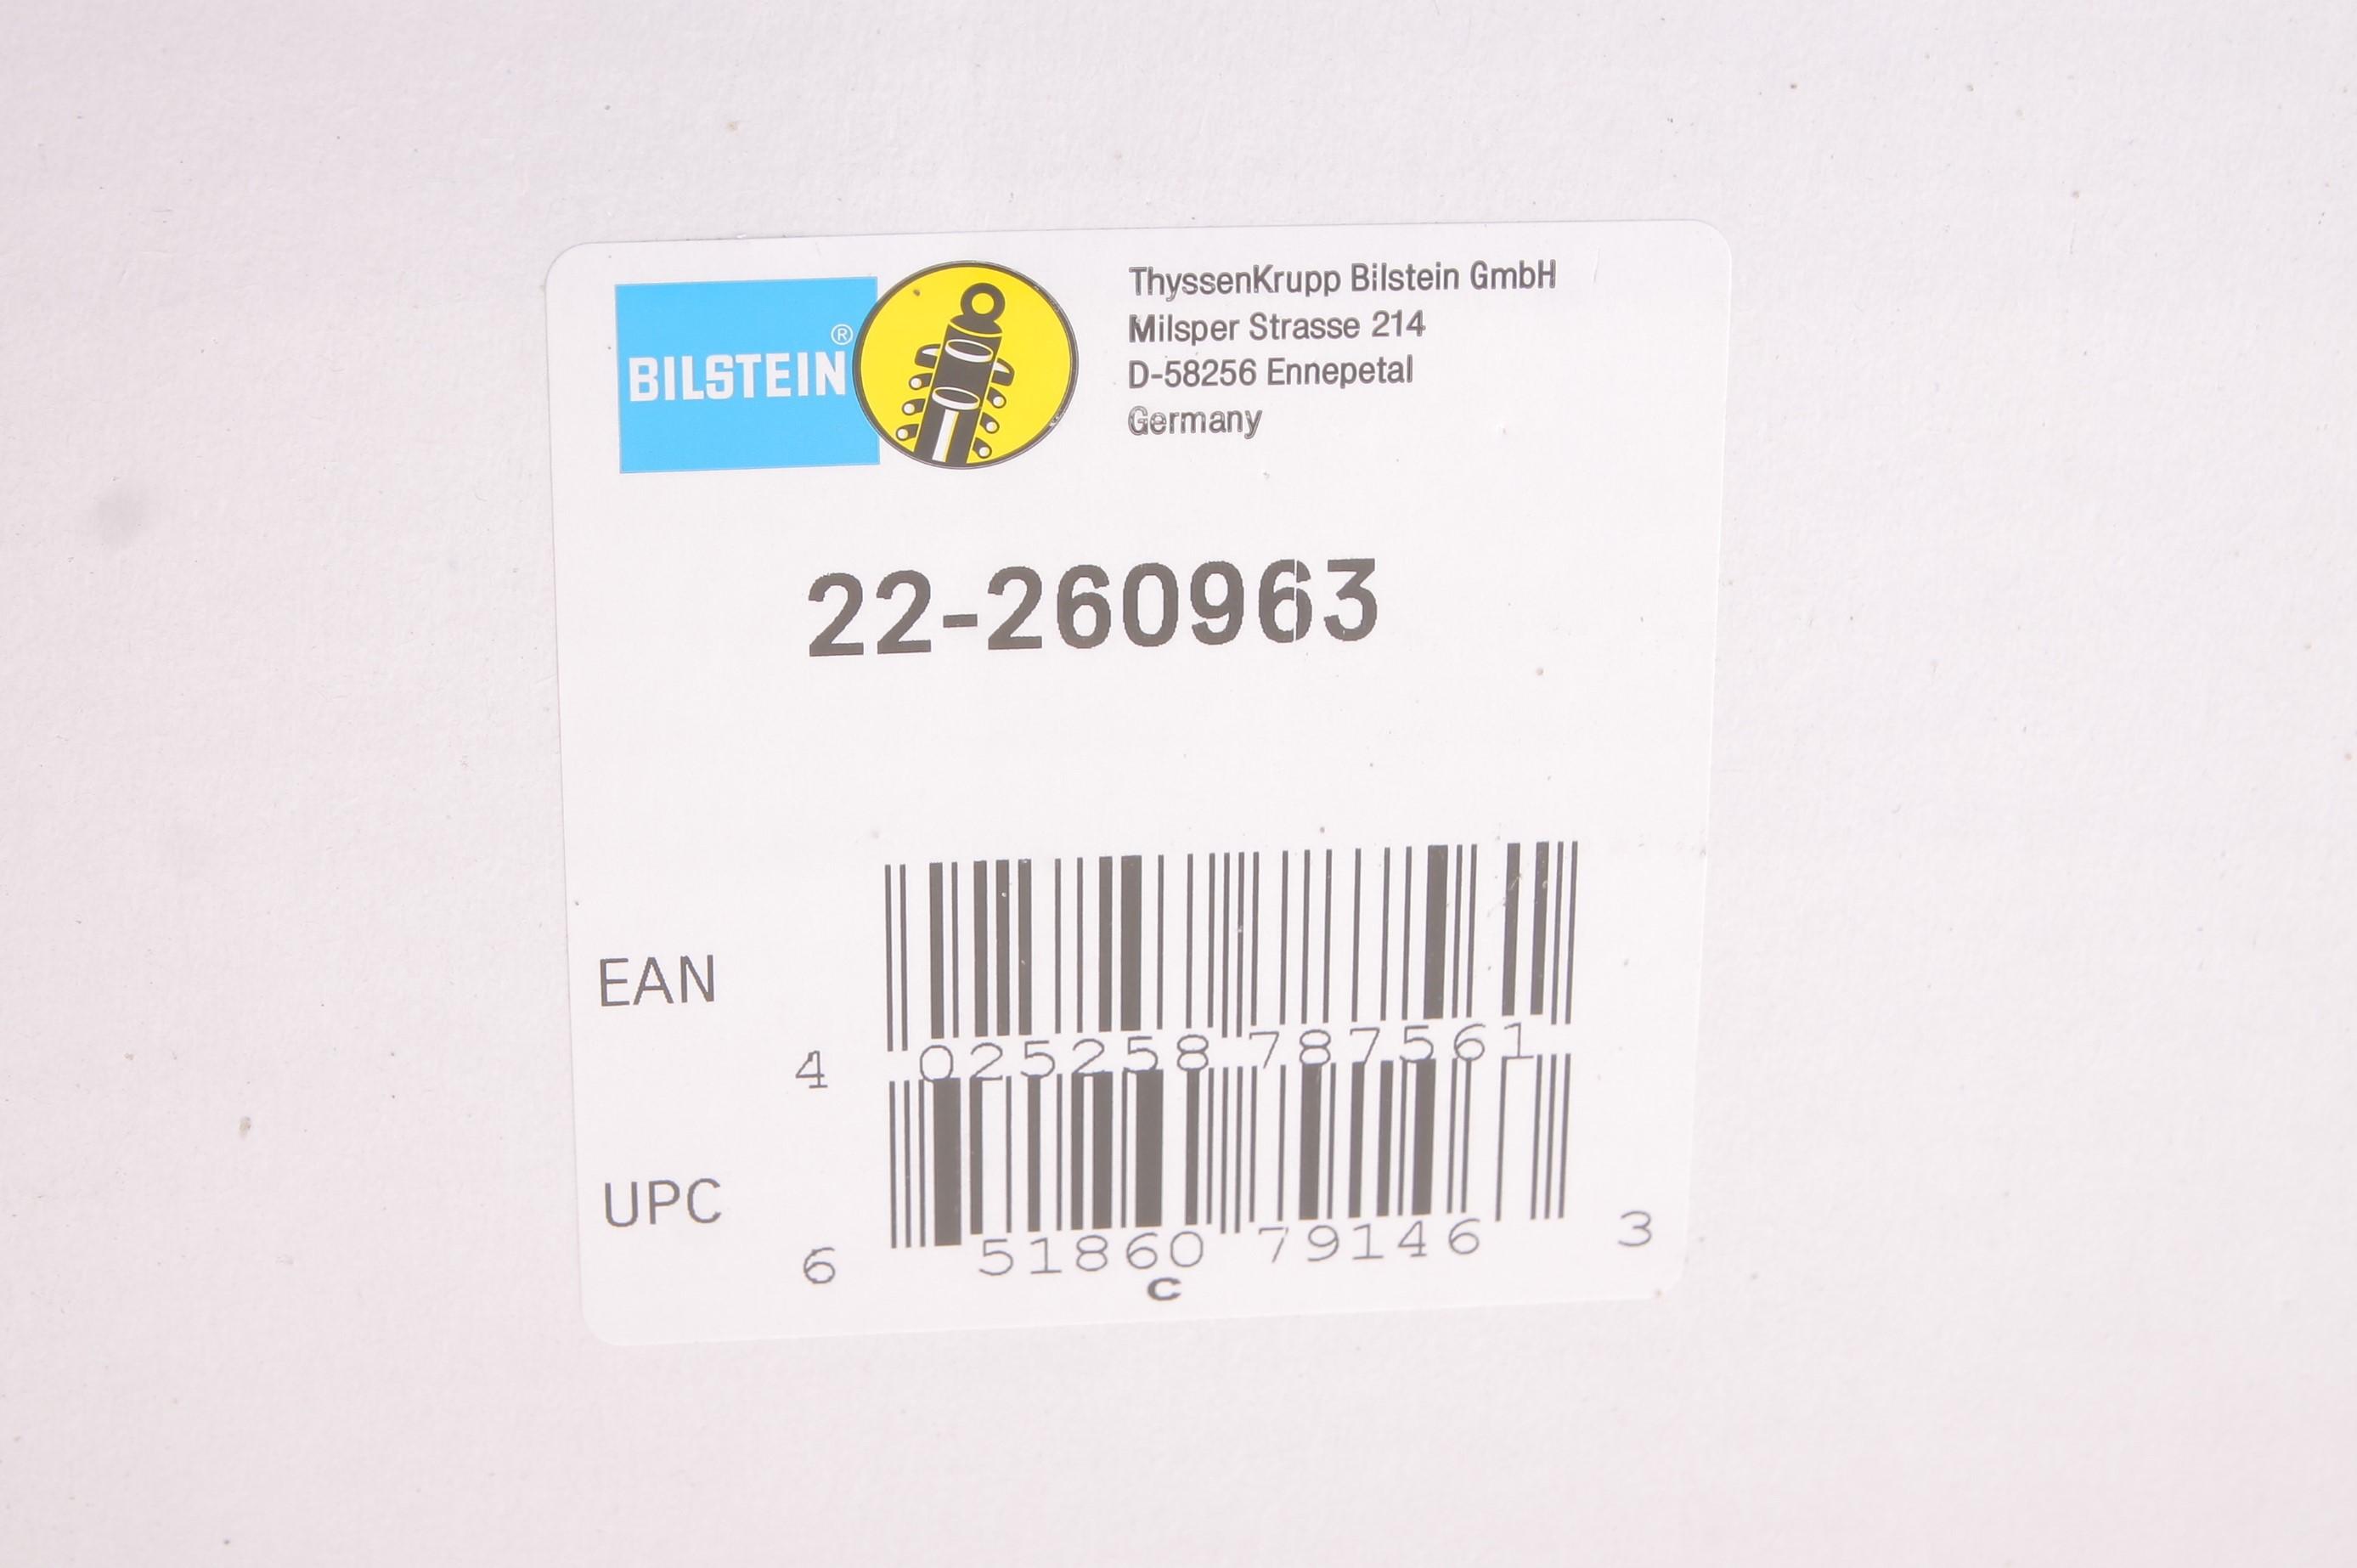 BILSTEIN®
ThyssenKrupp Bilstein GmbH
Milsper Strasse 214
D-58256 Ennepetal
Germany
22-260963
EAN
4 025258 787561
UPC
6 51860 79146 3
C